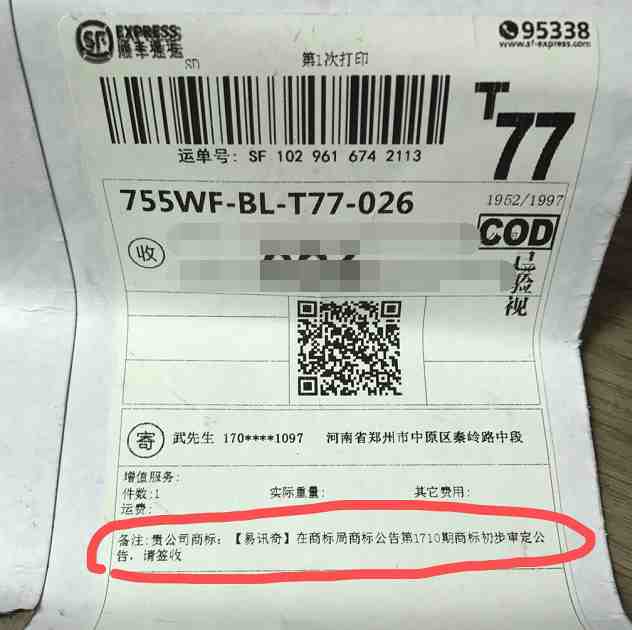 SF EXPRESS
顺丰速运
95338
www.sf-express.com
SD
第1次打印
T77
运单号: SF 102 961 674 2113
755WF-BL-T77-026
1952/1997
COD
已验视
收
寄 武先生 170****1097 河南省郑州市中原区秦岭路中段
增值服务:
件数:1 实际重量: 其它费用:
运费:
备注:贵公司商标:【易讯奇】在商标局商标公告第1710期商标初步审定公
告,请签收